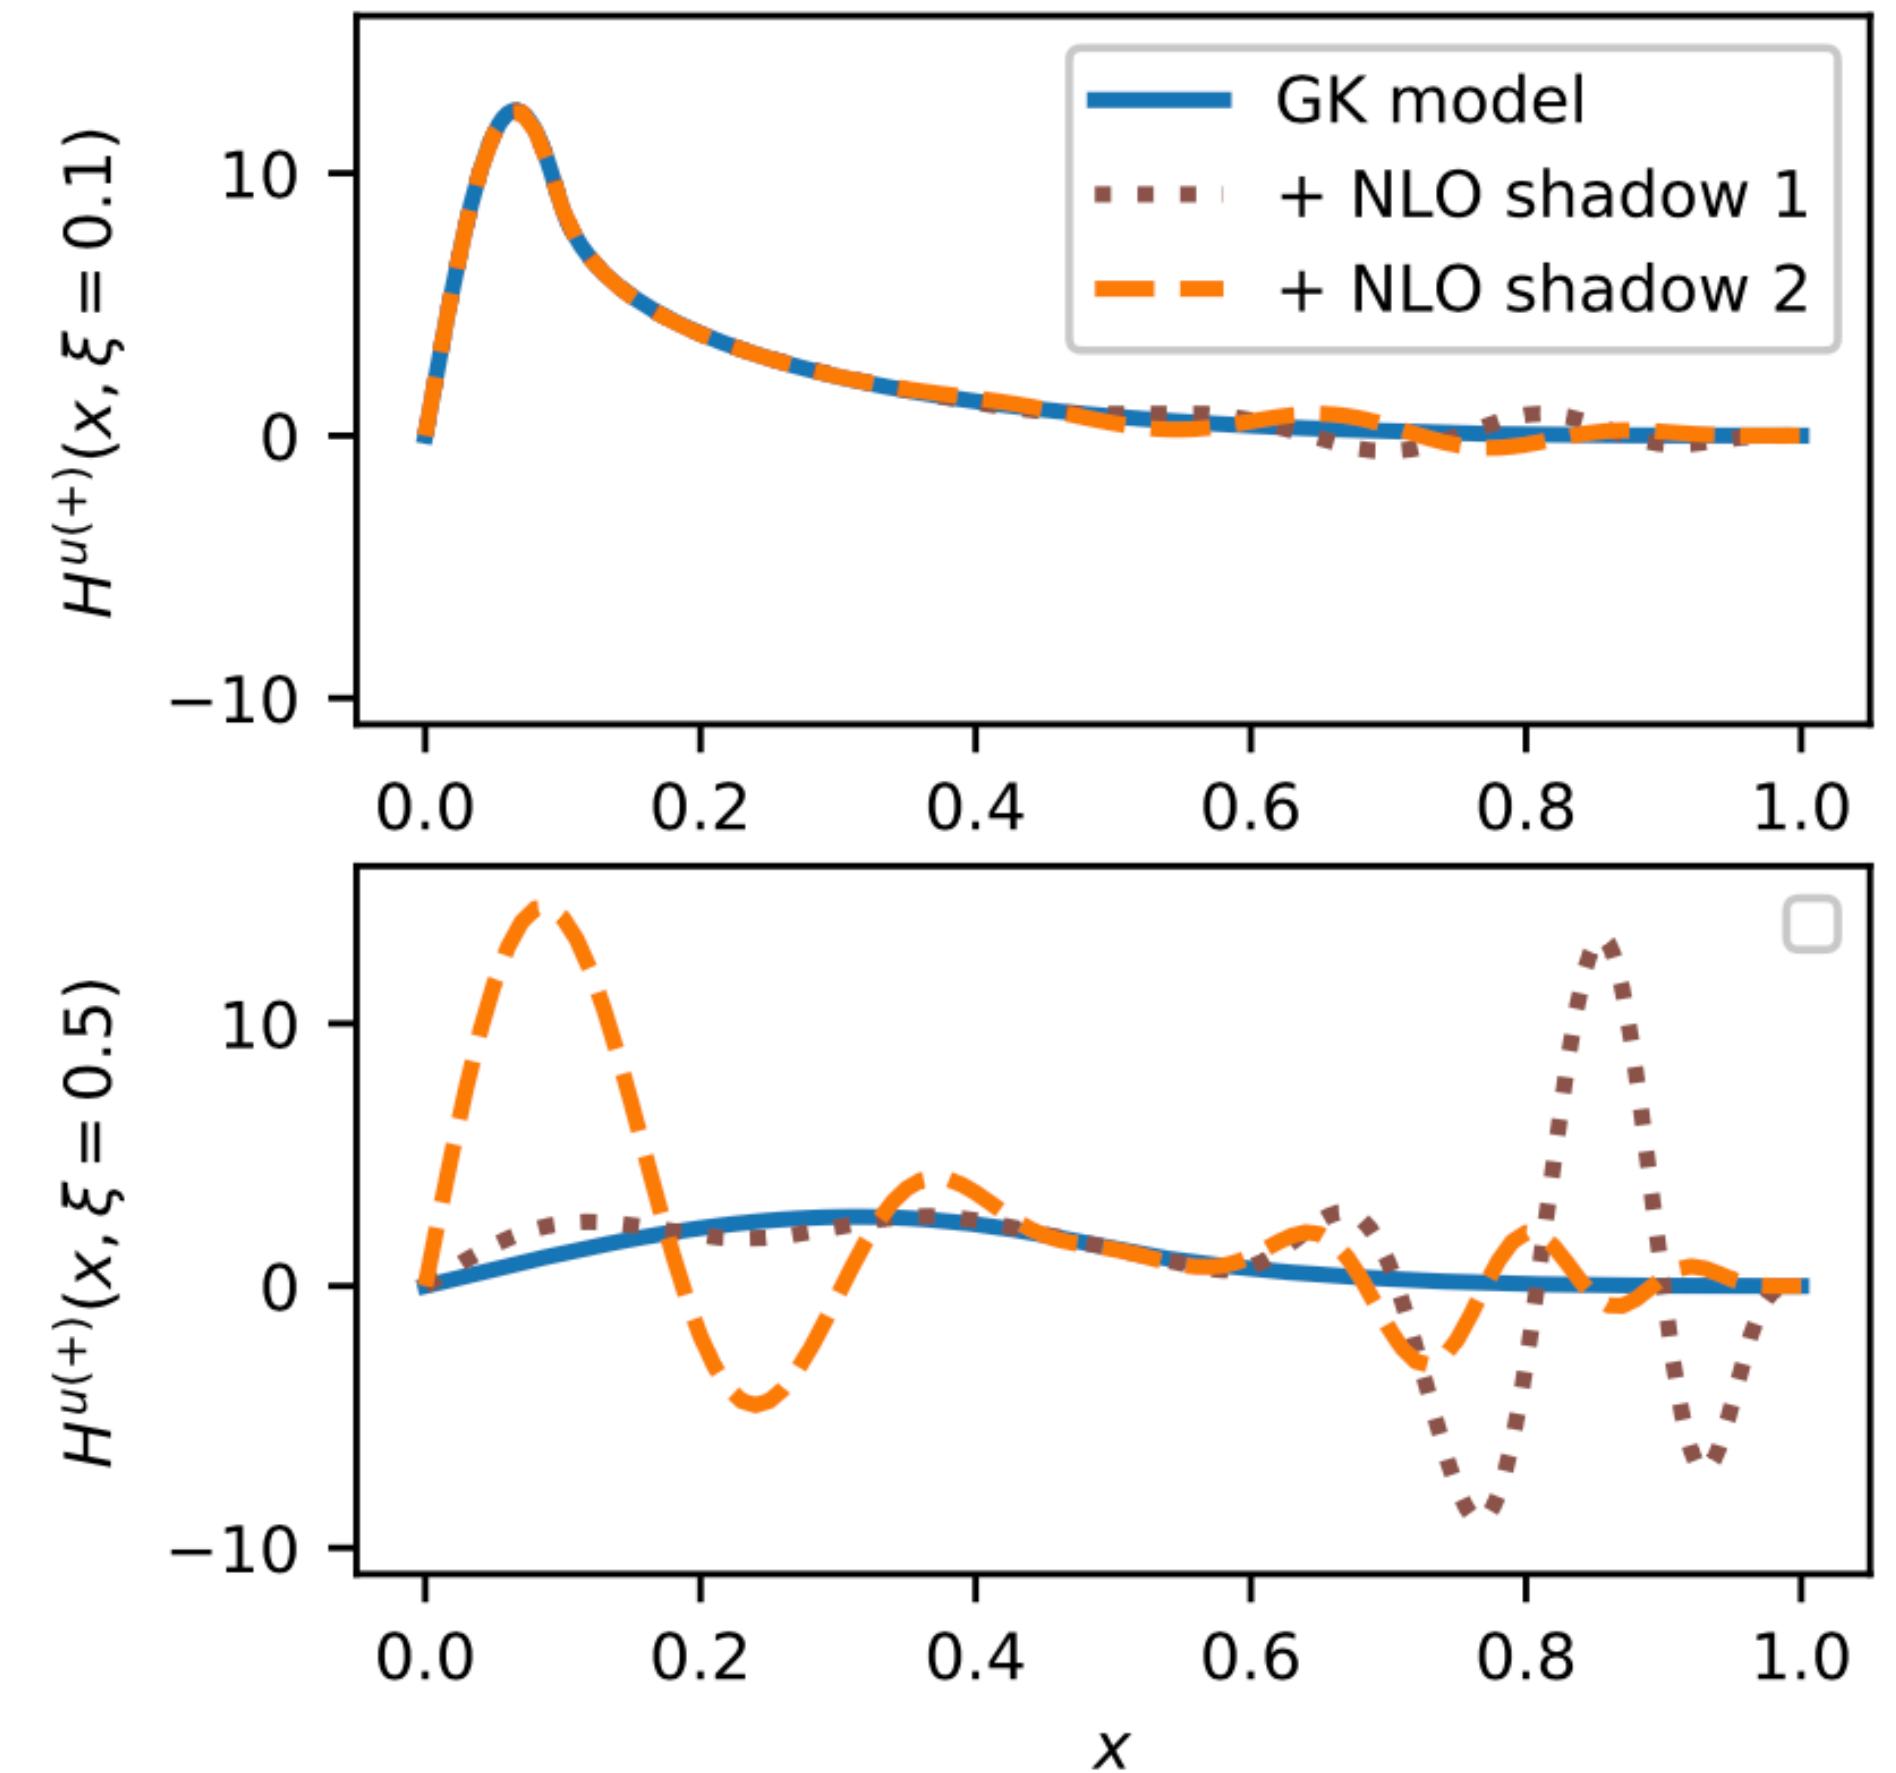 H^{u(+)}(x, ξ = 0.1)
10
0
−10
GK model
+ NLO shadow 1
+ NLO shadow 2
0.0 0.2 0.4 0.6 0.8 1.0
H^{u(+)}(x, ξ = 0.5)
10
0
−10
0.0 0.2 0.4 0.6 0.8 1.0
x